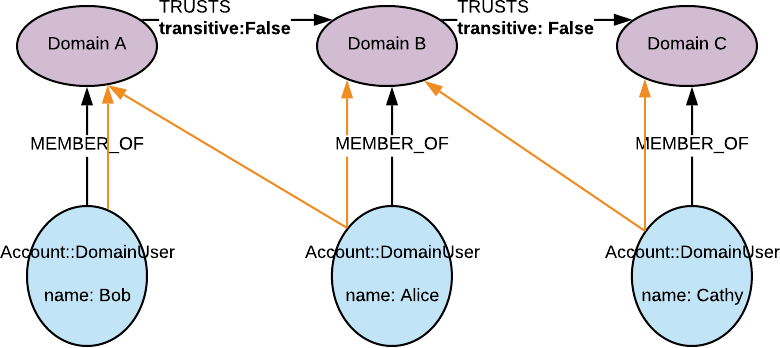 TRUSTS
transitive:False
TRUSTS
transitive: False
Domain A
Domain B
Domain C
MEMBER_OF
MEMBER_OF
MEMBER_OF
Account::DomainUser
Account::DomainUser
Account::DomainUser
name: Bob
name: Alice
name: Cathy